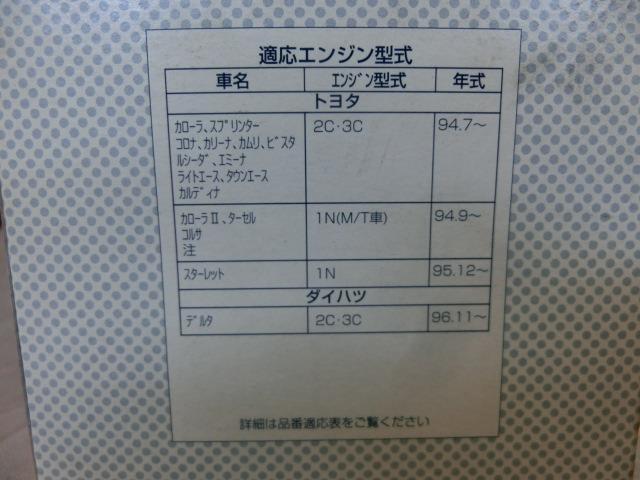 適応エンジン型式
車名 ｴﾝｼﾞﾝ型式 年式
トヨタ
ｶﾛｰﾗ、ｽﾌﾟﾘﾝﾀｰ 2C･3C 94.7〜
ｺﾛﾅ、ｶﾘｰﾅ、ｶﾑﾘ、ﾋﾞｽﾀ
ﾙｼｰﾀﾞ、ｴﾐｰﾅ
ﾗｲﾄｴｰｽ、ﾀｳﾝｴｰｽ
ｶﾙﾃﾞｨﾅ
ｶﾛｰﾗⅡ、ﾀｰｾﾙ 1N(M/T車) 94.9〜
ｺﾙｻ
注
ｽﾀｰﾚｯﾄ 1N 95.12〜
ダイハツ
ﾃﾞﾙﾀ 2C･3C 96.11〜
詳細は品番適応表をご覧ください